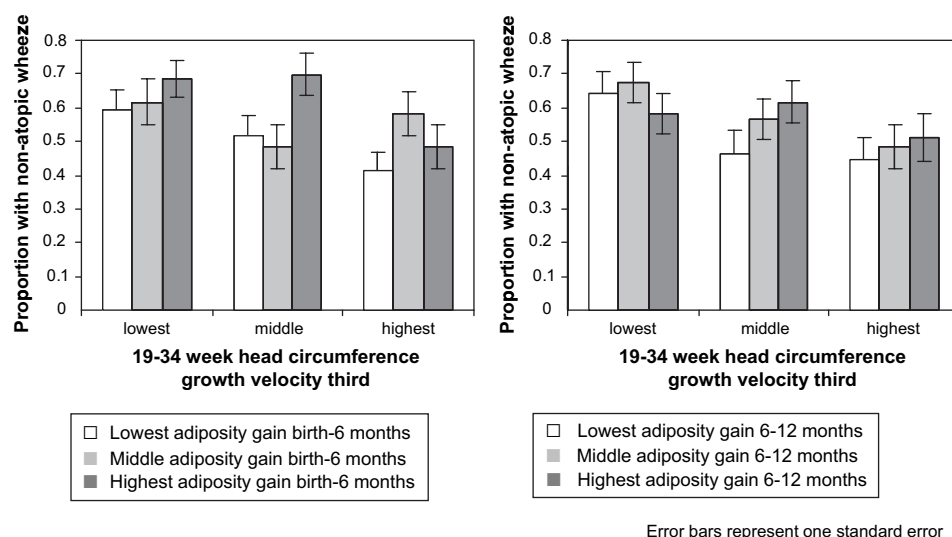 Proportion with non-atopic wheeze
0.8
0.7
0.6
0.5
0.4
0.3
0.2
0.1
0
lowest
middle
highest
19-34 week head circumference
growth velocity third
Lowest adiposity gain birth-6 months
Middle adiposity gain birth-6 months
Highest adiposity gain birth-6 months
Proportion with non-atopic wheeze
0.8
0.7
0.6
0.5
0.4
0.3
0.2
0.1
0
lowest
middle
highest
19-34 week head circumference
growth velocity third
Lowest adiposity gain 6-12 months
Middle adiposity gain 6-12 months
Highest adiposity gain 6-12 months
Error bars represent one standard error